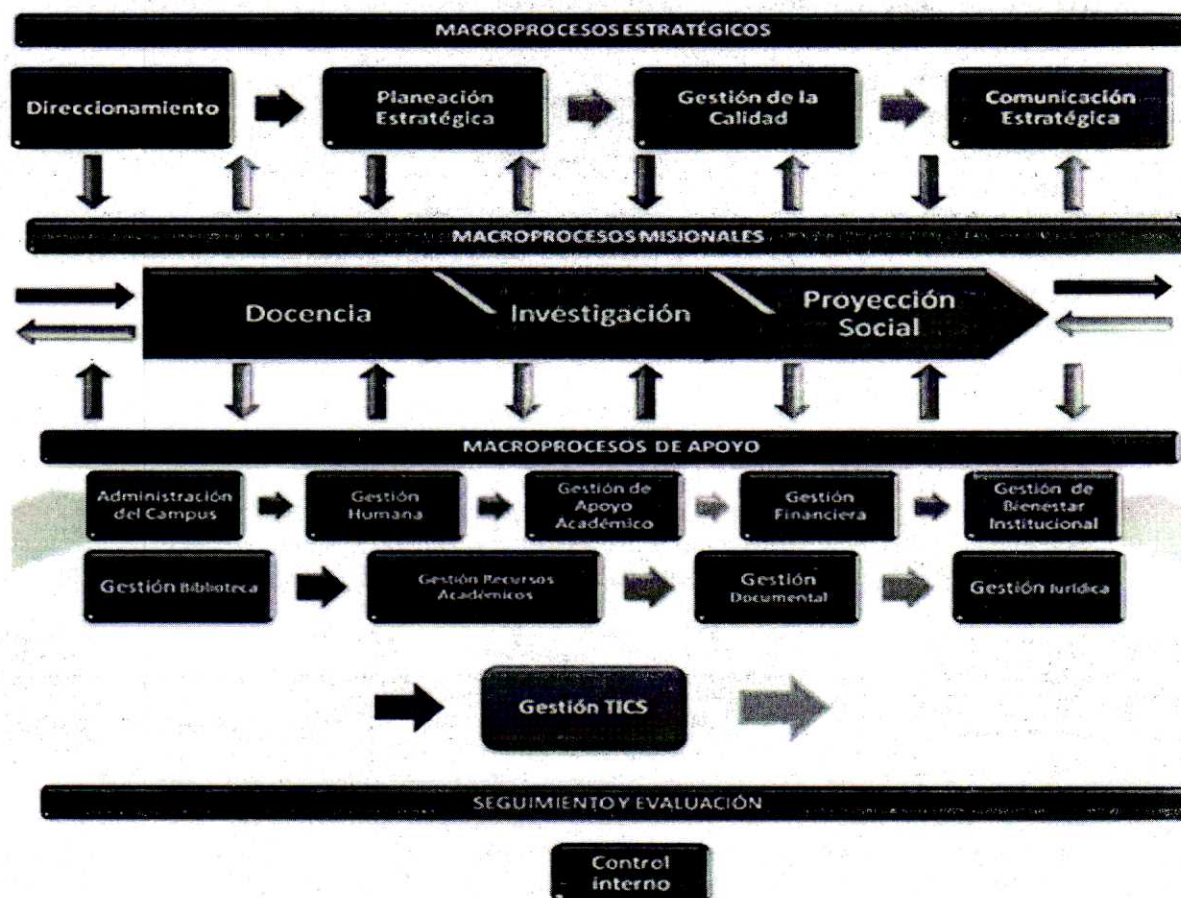 MACROPROCESOS ESTRATÉGICOS
Direccionamiento
Planeación
Estratégica
Gestión de la
Calidad
Comunicación
Estratégica
MACROPROCESOS MISIONALES
Docencia
Investigación
Proyección
Social
MACROPROCESOS DE APOYO
Administración
del Campus
Gestión
Humana
Gestión de
Apoyo
Académico
Gestión
Financiera
Gestión de
Bienestar
Institucional
Gestión Biblioteca
Gestión Recursos
Académicos
Gestión
Documental
Gestión Jurídica
Gestión TICS
SEGUIMIENTO Y EVALUACIÓN
Control
interno